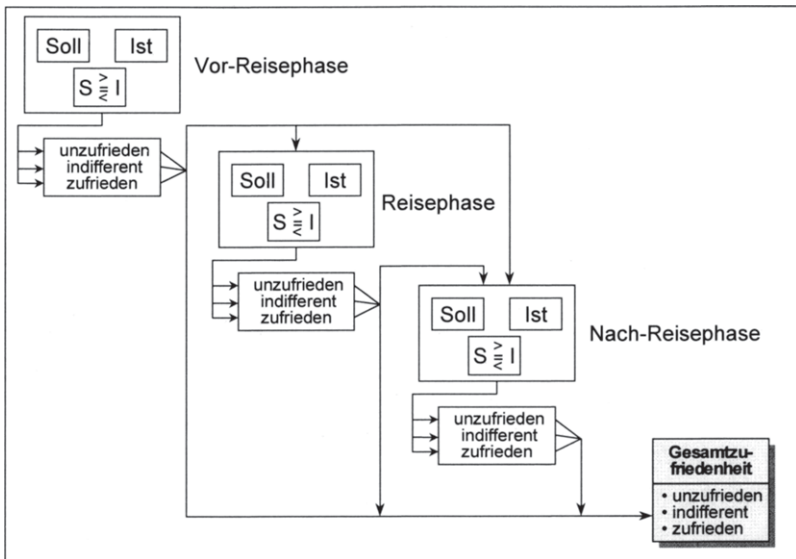 Soll Ist
S >=< I
Vor-Reisephase
unzufrieden
indifferent
zufrieden
Soll Ist
S >=< I
Reisephase
unzufrieden
indifferent
zufrieden
Soll Ist
S >=< I
Nach-Reisephase
unzufrieden
indifferent
zufrieden
Gesamtzu-
friedenheit
• unzufrieden
• indifferent
• zufrieden